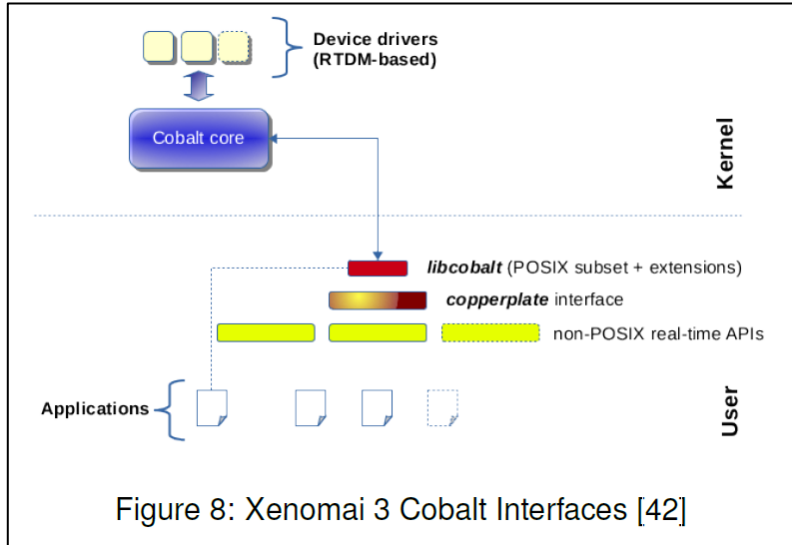 Device drivers
(RTDM-based)
Cobalt core
Kernel
libcobalt (POSIX subset + extensions)
copperplate interface
non-POSIX real-time APIs
Applications
User
Figure 8: Xenomai 3 Cobalt Interfaces [42]